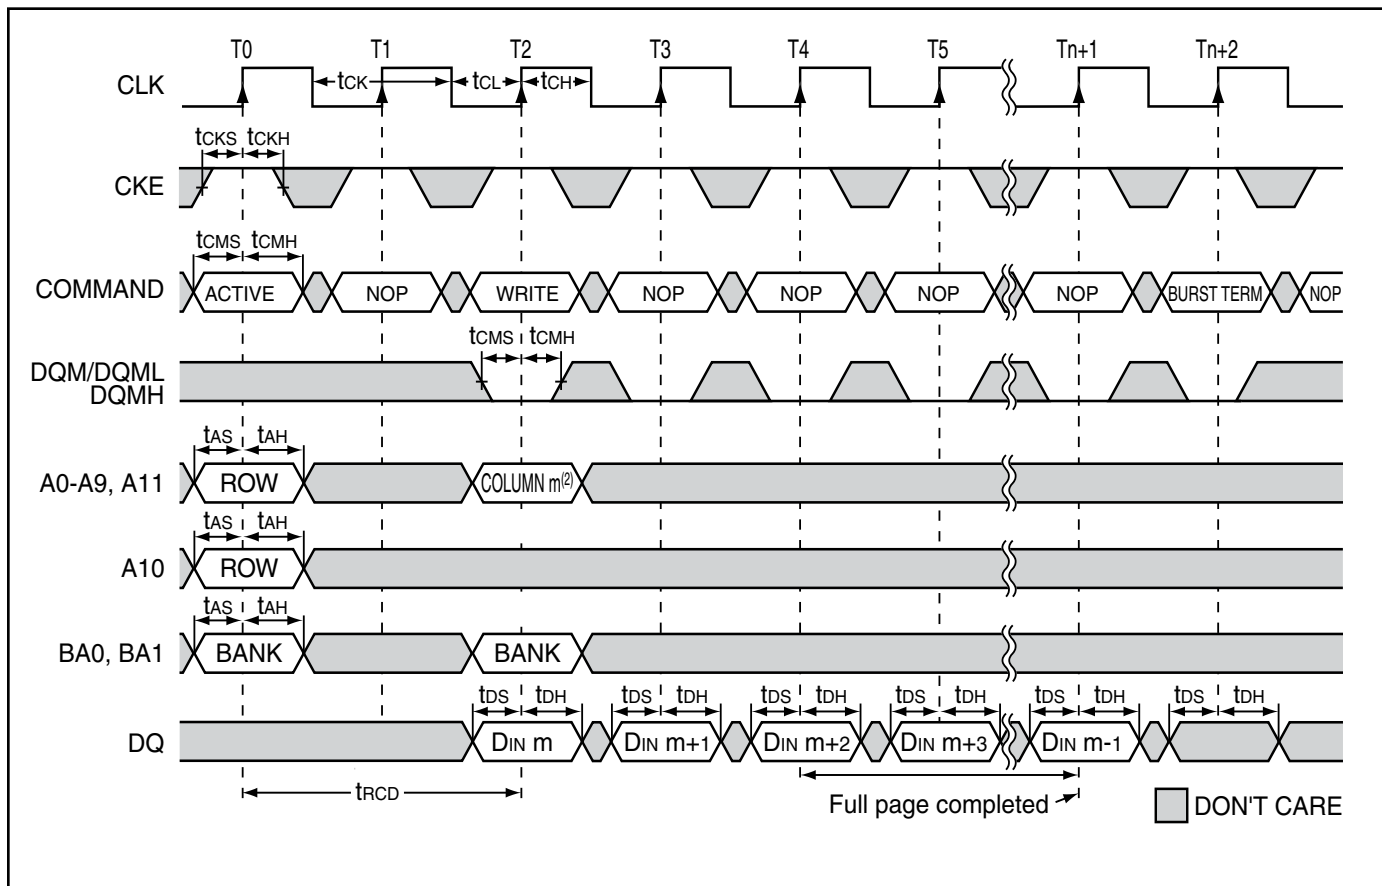 T0 T1 T2 T3 T4 T5 Tn+1 Tn+2
CLK tCK tCL tCH
tCKS tCKH
CKE
tCMS tCMH
COMMAND ACTIVE NOP WRITE NOP NOP NOP NOP BURST TERM NOP
tCMS tCMH
DQM/DQML
DQMH
tAS tAH
A0-A9, A11 ROW COLUMN m(2)
tAS tAH
A10 ROW
tAS tAH
BA0, BA1 BANK BANK
tDS tDH tDS tDH tDS tDH tDS tDH tDS tDH tDS tDH
DQ DIN m DIN m+1 DIN m+2 DIN m+3 DIN m-1
tRCD
Full page completed
DON'T CARE